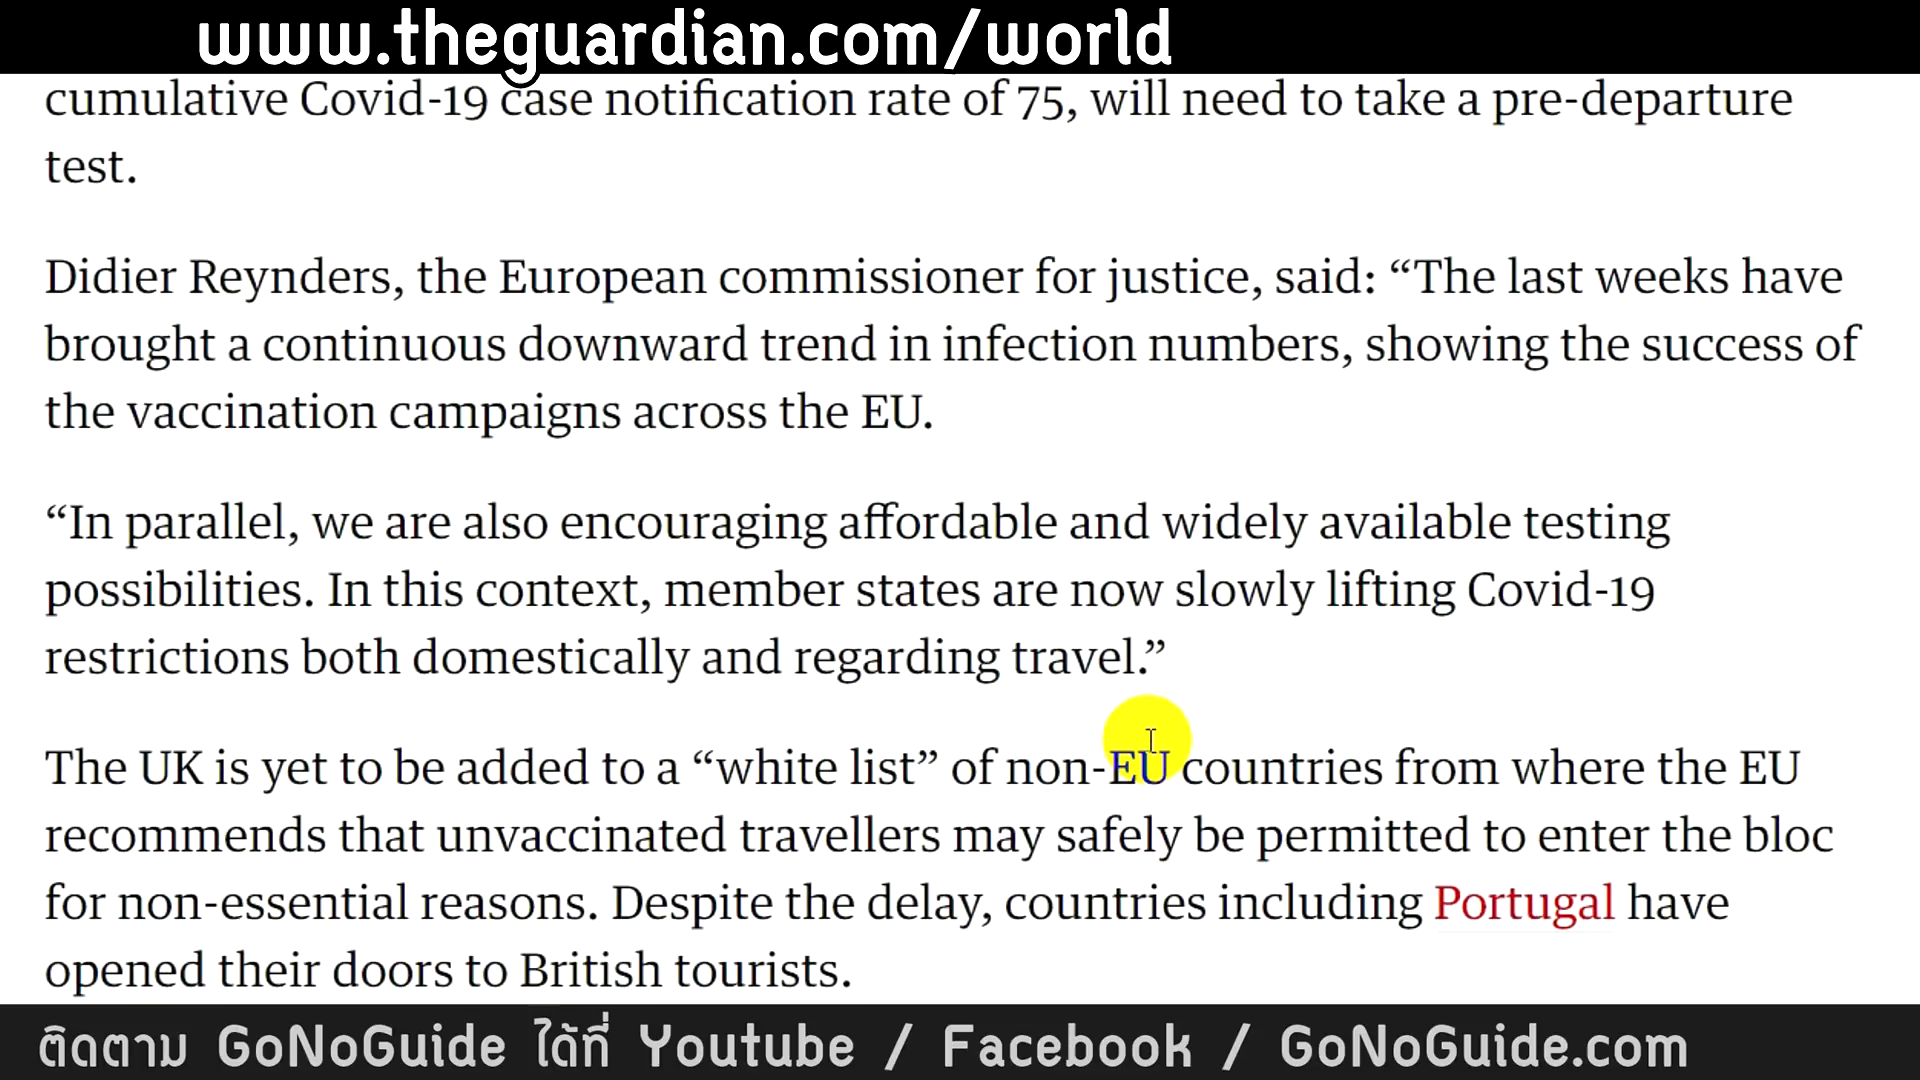 www.theguardian.com/world
cumulative Covid-19 case notification rate of 75, will need to take a pre-departure
test.
Didier Reynders, the European commissioner for justice, said: “The last weeks have
brought a continuous downward trend in infection numbers, showing the success of
the vaccination campaigns across the EU.
“In parallel, we are also encouraging affordable and widely available testing
possibilities. In this context, member states are now slowly lifting Covid-19
restrictions both domestically and regarding travel.”
The UK is yet to be added to a “white list” of non-EU countries from where the EU
recommends that unvaccinated travellers may safely be permitted to enter the bloc
for non-essential reasons. Despite the delay, countries including Portugal have
opened their doors to British tourists.
ติดตาม GoNoGuide ได้ที่ Youtube / Facebook / GoNoGuide.com